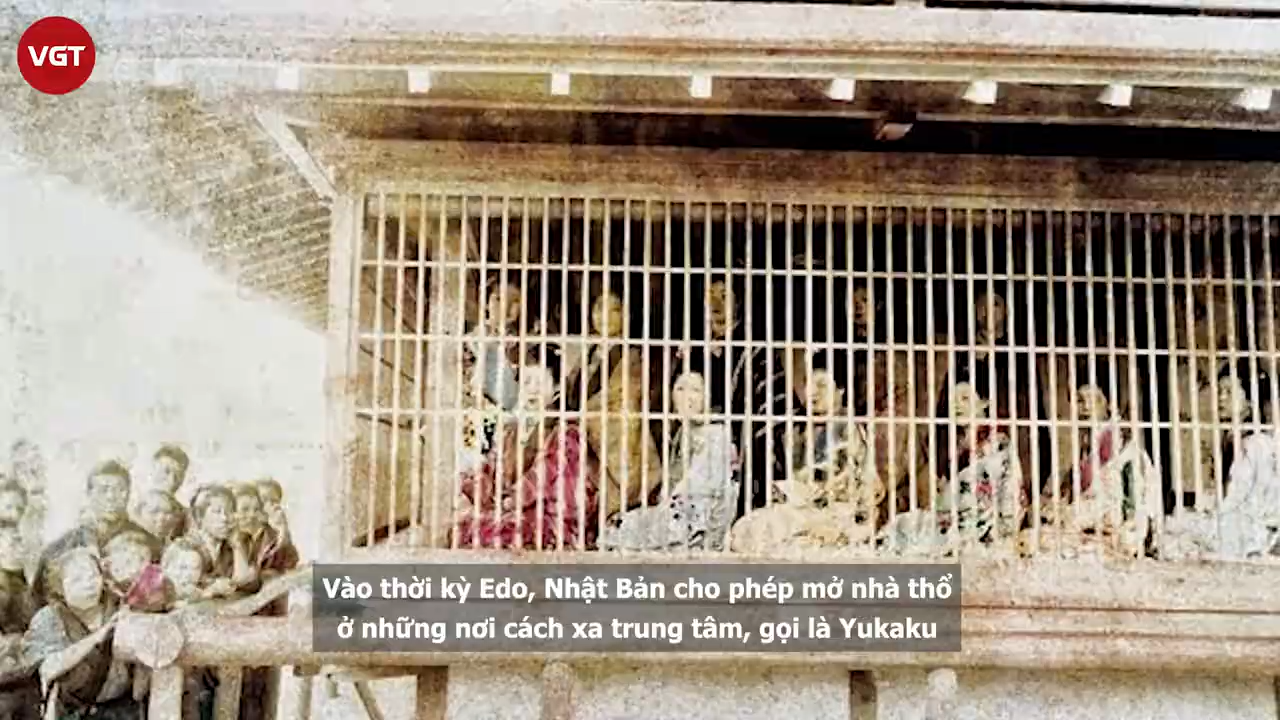 VGT
Vào thời kỳ Edo, Nhật Bản cho phép mở nhà thổ
ở những nơi cách xa trung tâm, gọi là Yukaku